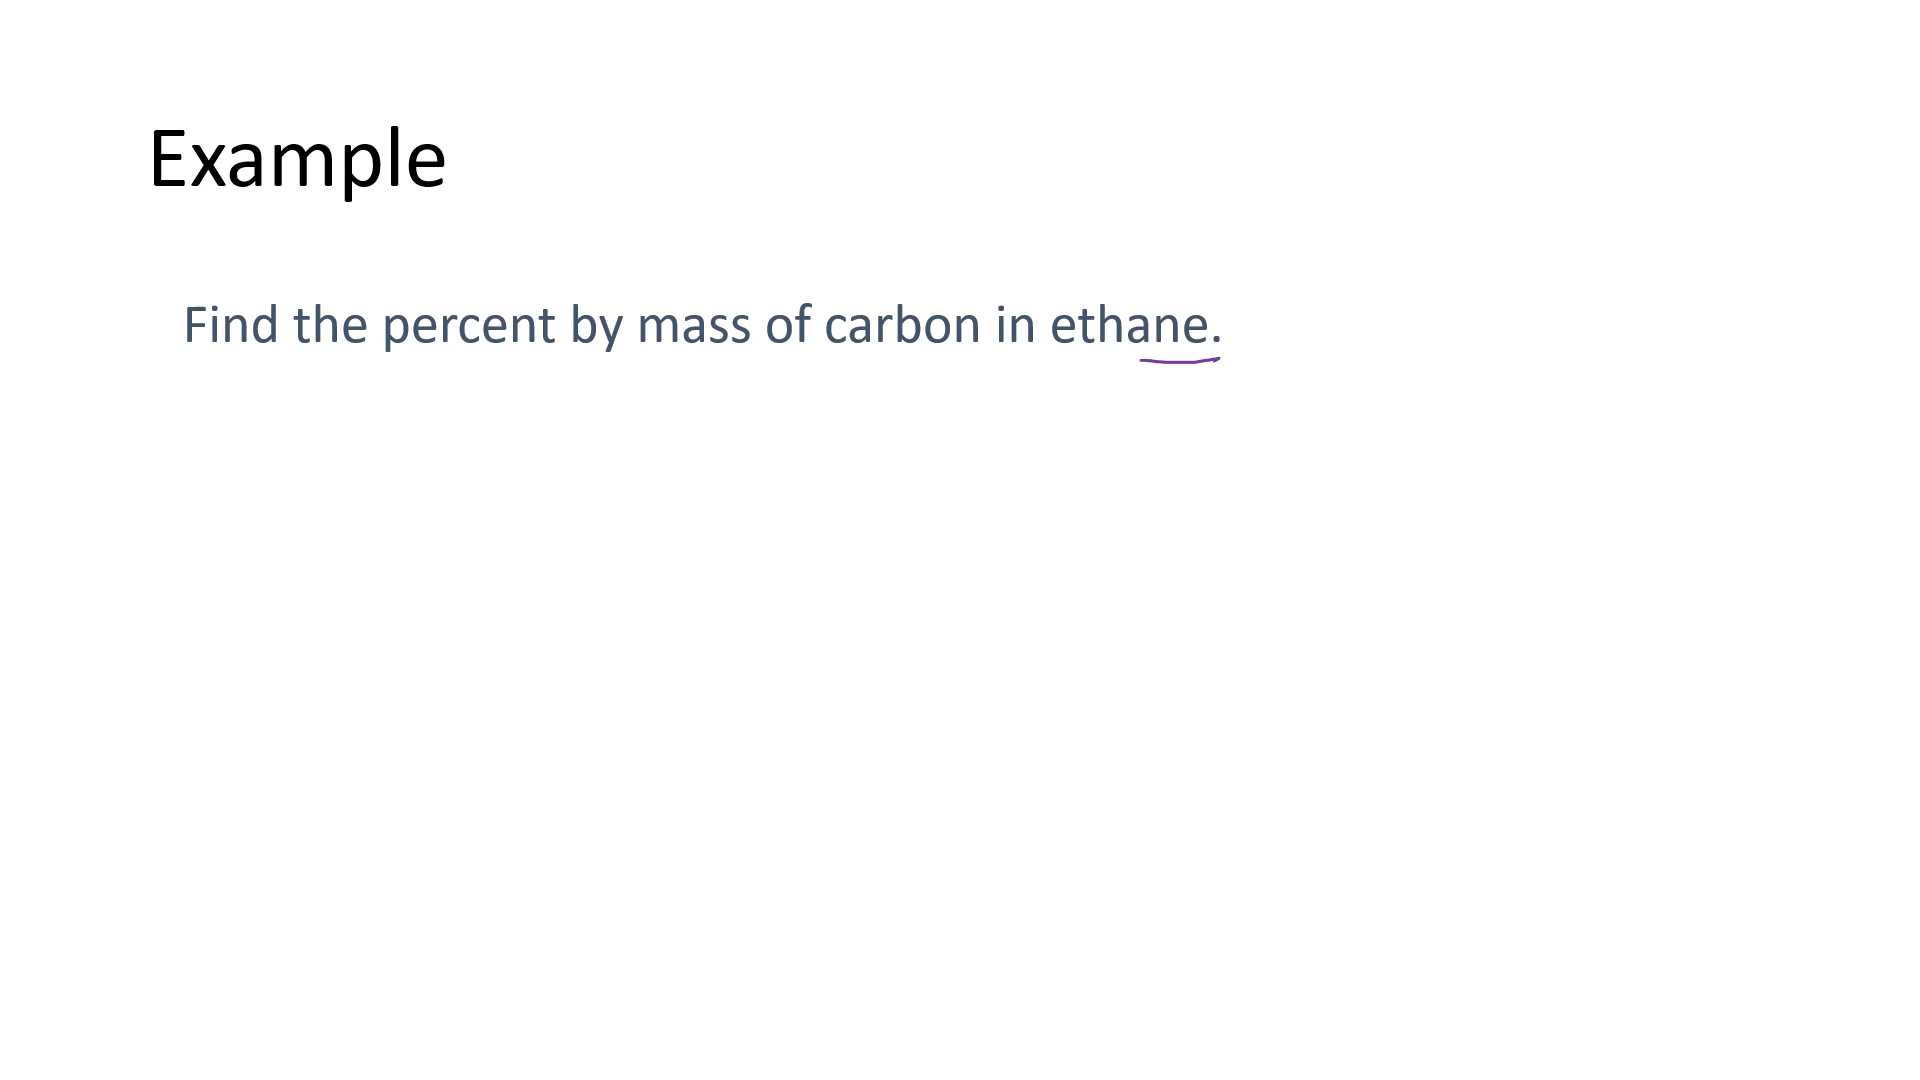 Example
Find the percent by mass of carbon in ethane.